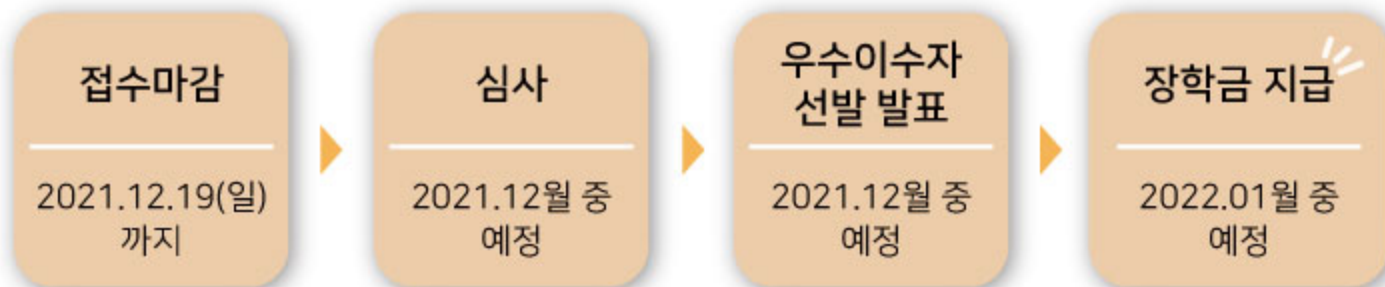 접수마감
2021.12.19(일)
까지
심사
2021.12월 중
예정
우수이수자
선발 발표
2021.12월 중
예정
장학금 지급
2022.01월 중
예정